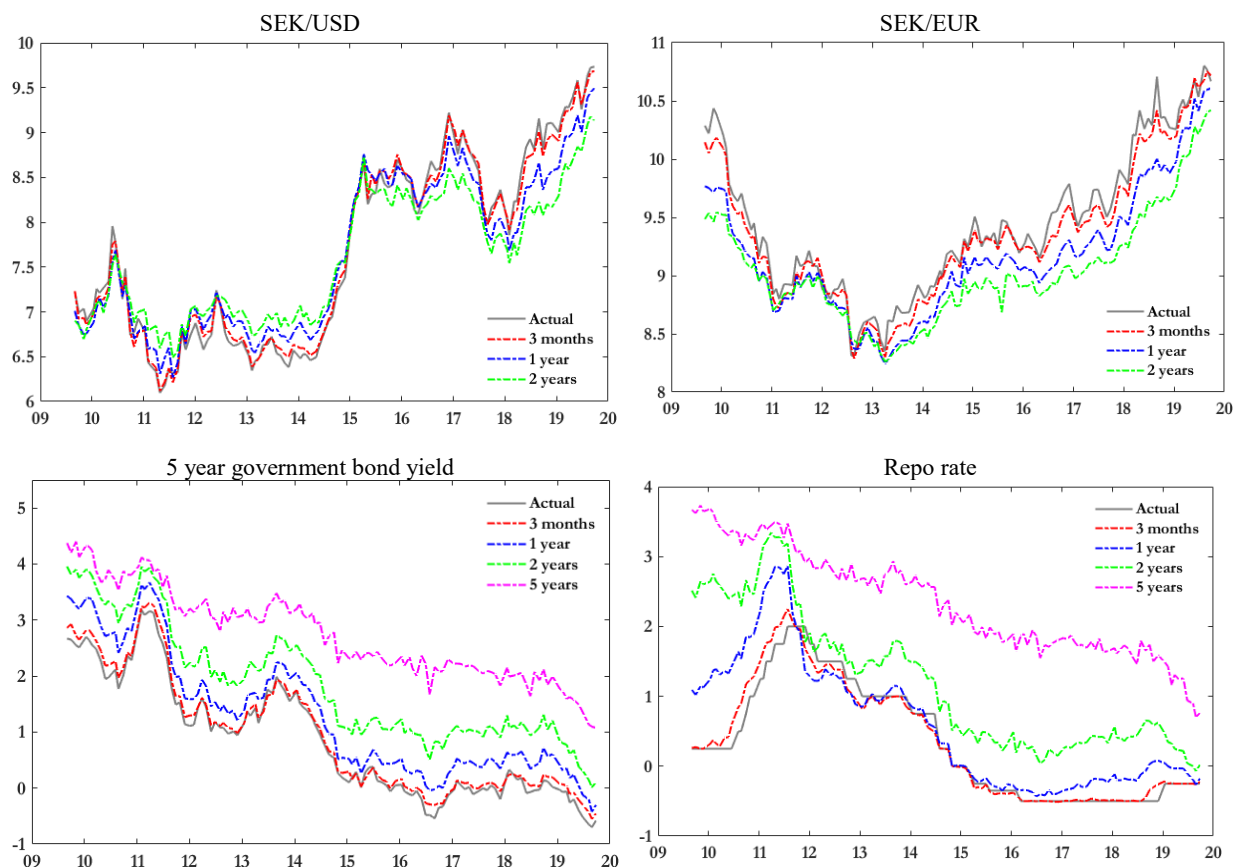 SEK/USD
10
9.5
9
8.5
8
7.5
7
6.5
6
09 10 11 12 13 14 15 16 17 18 19 20
Actual
3 months
1 year
2 years
SEK/EUR
11
10.5
10
9.5
9
8.5
8
09 10 11 12 13 14 15 16 17 18 19 20
Actual
3 months
1 year
2 years
5 year government bond yield
5
4
3
2
1
0
-1
09 10 11 12 13 14 15 16 17 18 19 20
Actual
3 months
1 year
2 years
5 years
Repo rate
4
3
2
1
0
-1
09 10 11 12 13 14 15 16 17 18 19 20
Actual
3 months
1 year
2 years
5 years